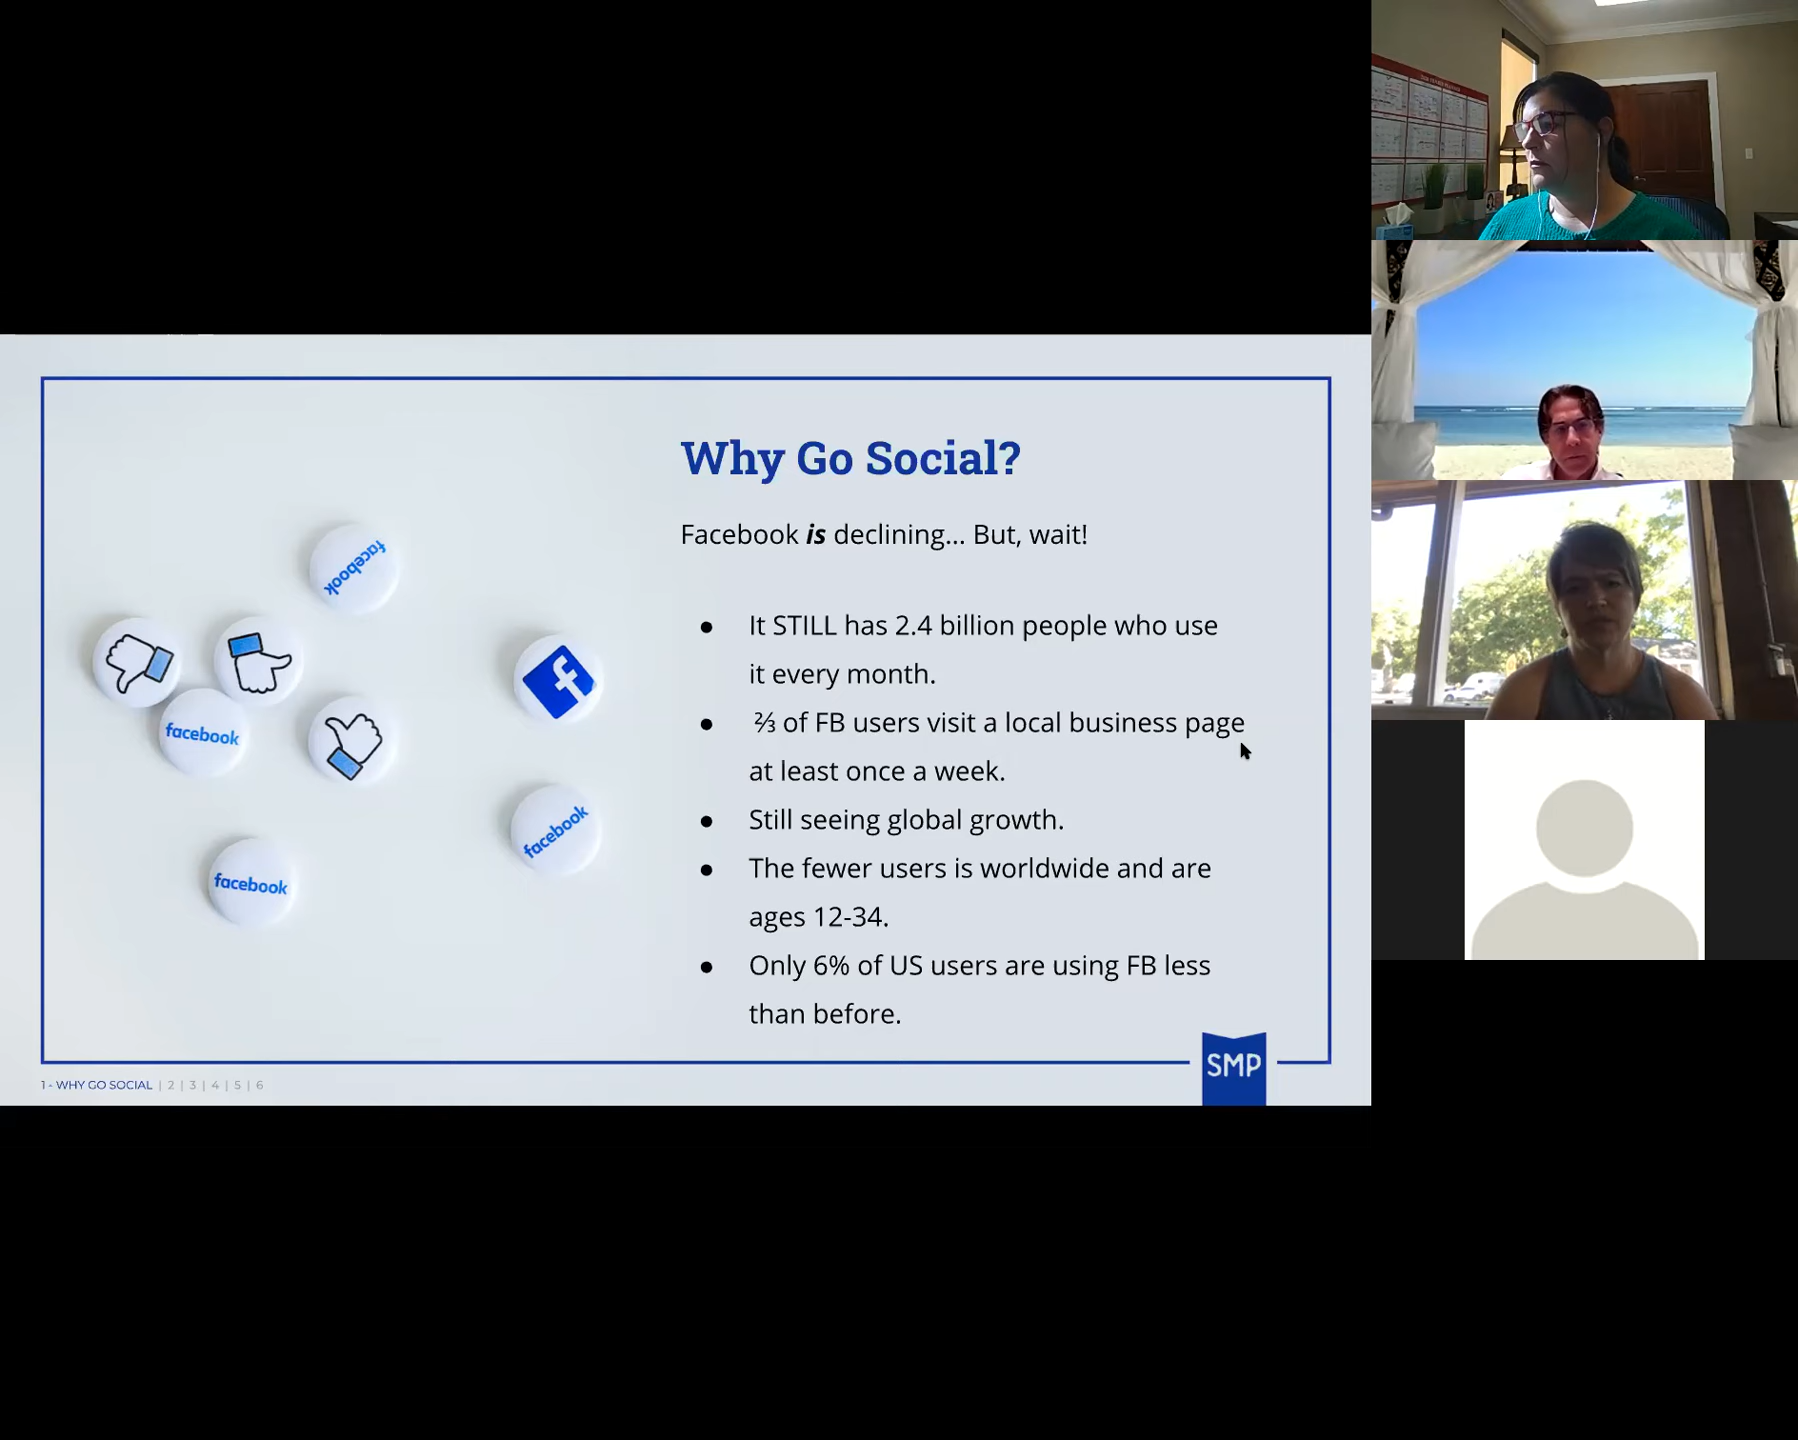 Why Go Social?
Facebook is declining... But, wait!
● It STILL has 2.4 billion people who use
it every month.
● ⅔ of FB users visit a local business page
at least once a week.
● Still seeing global growth.
● The fewer users is worldwide and are
ages 12-34.
● Only 6% of US users are using FB less
than before.
facebook
facebook
facebook
facebook
SMP
1 - WHY GO SOCIAL | 2 | 3 | 4 | 5 | 6